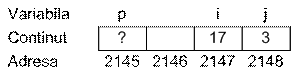 Variabila p i j
Continut ? 17 3
Adresa 2145 2146 2147 2148